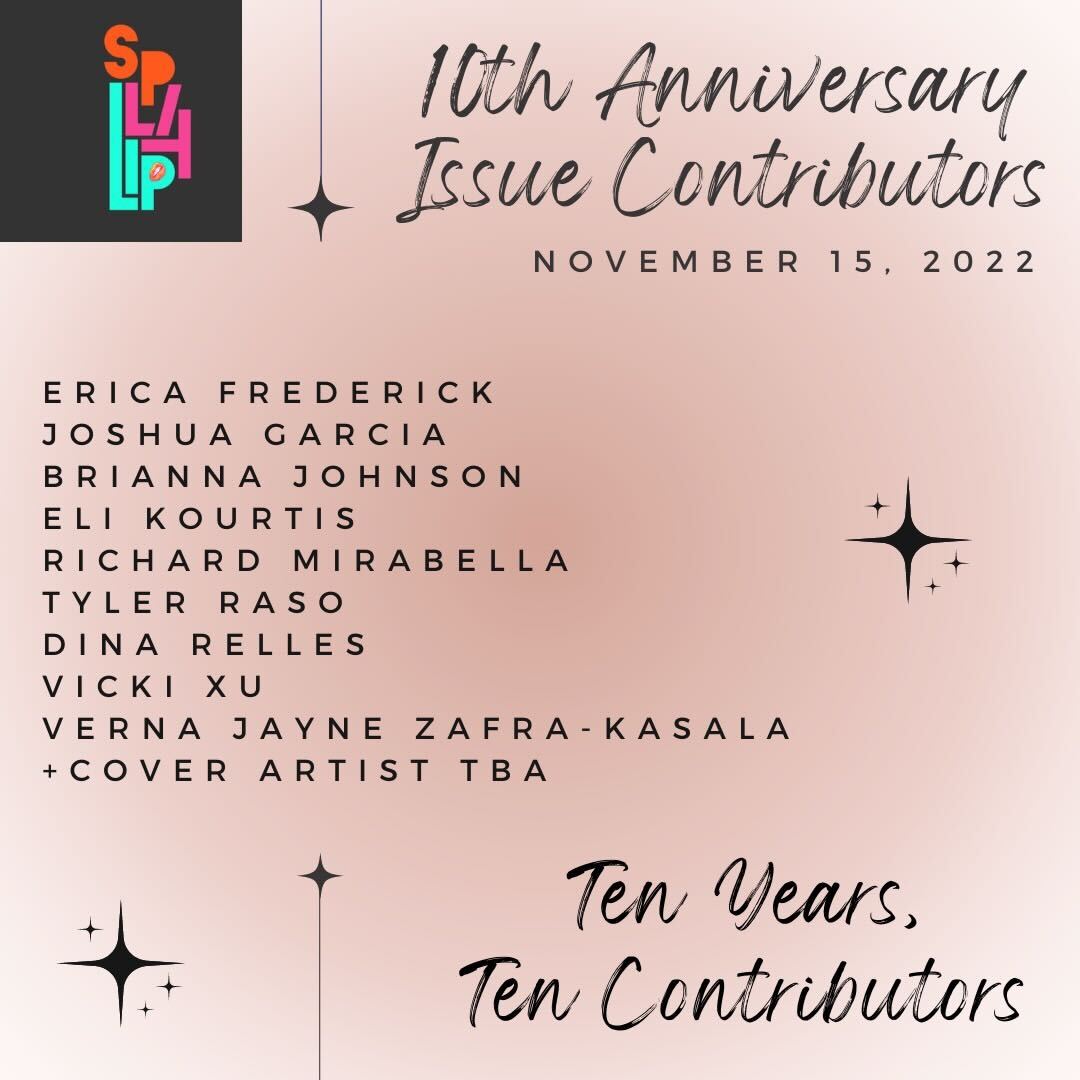 SPLIT
LIP
10th Anniversary
Issue Contributors
NOVEMBER 15, 2022
ERICA FREDERICK
JOSHUA GARCIA
BRIANNA JOHNSON
ELI KOURTIS
RICHARD MIRABELLA
TYLER RASO
DINA RELLES
VICKI XU
VERNA JAYNE ZAFRA-KASALA
+COVER ARTIST TBA
Ten Years,
Ten Contributors